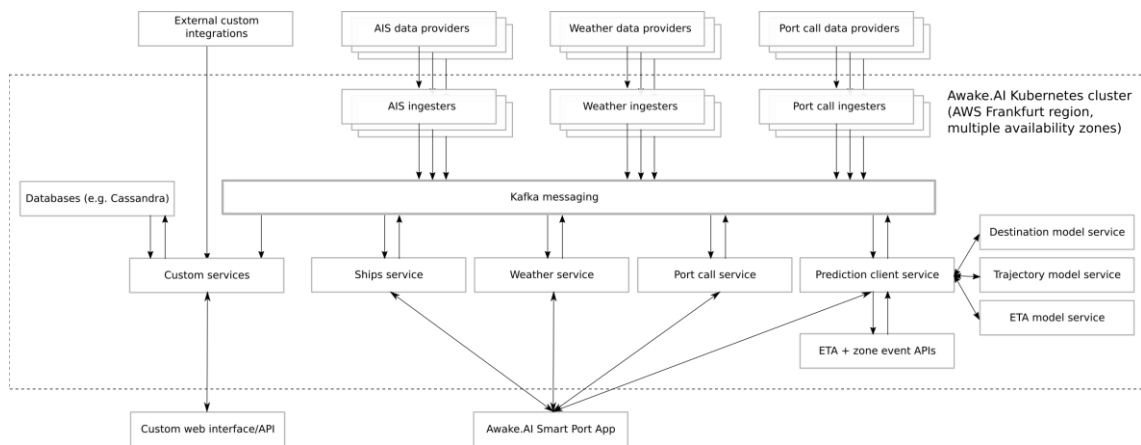 External custom
integrations
AIS data providers
Weather data providers
Port call data providers
AIS ingesters
Weather ingesters
Port call ingesters
Awake.AI Kubernetes cluster
(AWS Frankfurt region,
multiple availability zones)
Databases (e.g. Cassandra)
Kafka messaging
Custom services
Ships service
Weather service
Port call service
Prediction client service
Destination model service
Trajectory model service
ETA model service
ETA + zone event APIs
Custom web interface/API
Awake.AI Smart Port App